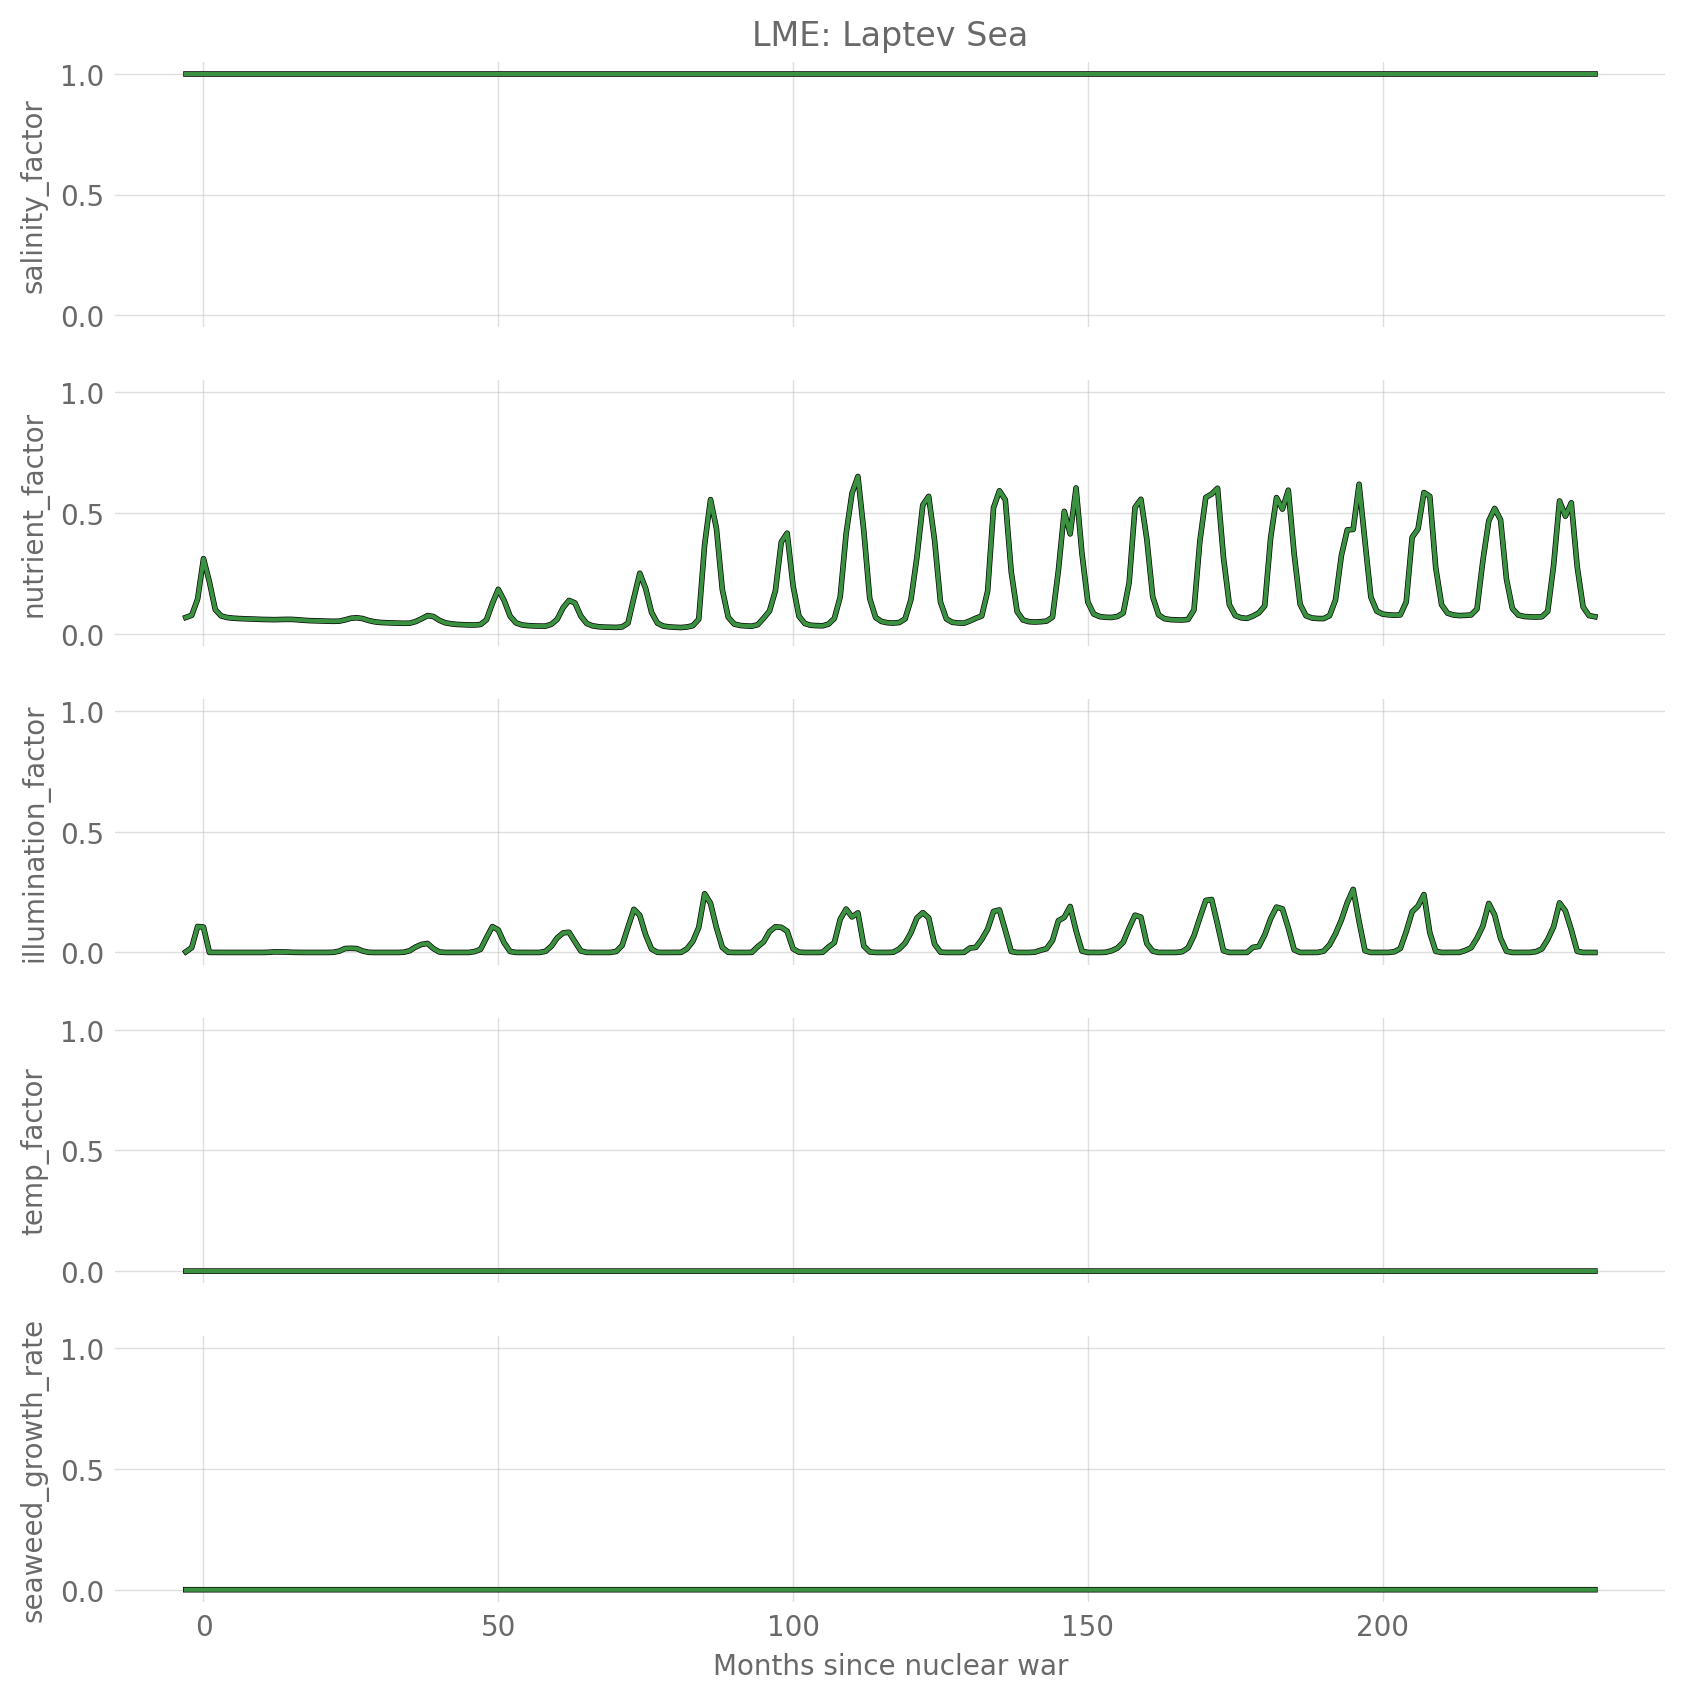 LME: Laptev Sea
1.0
0.5
0.0
salinity_factor
1.0
0.5
0.0
nutrient_factor
1.0
0.5
0.0
illumination_factor
1.0
0.5
0.0
temp_factor
1.0
0.5
0.0
seaweed_growth_rate
0 50 100 150 200
Months since nuclear war